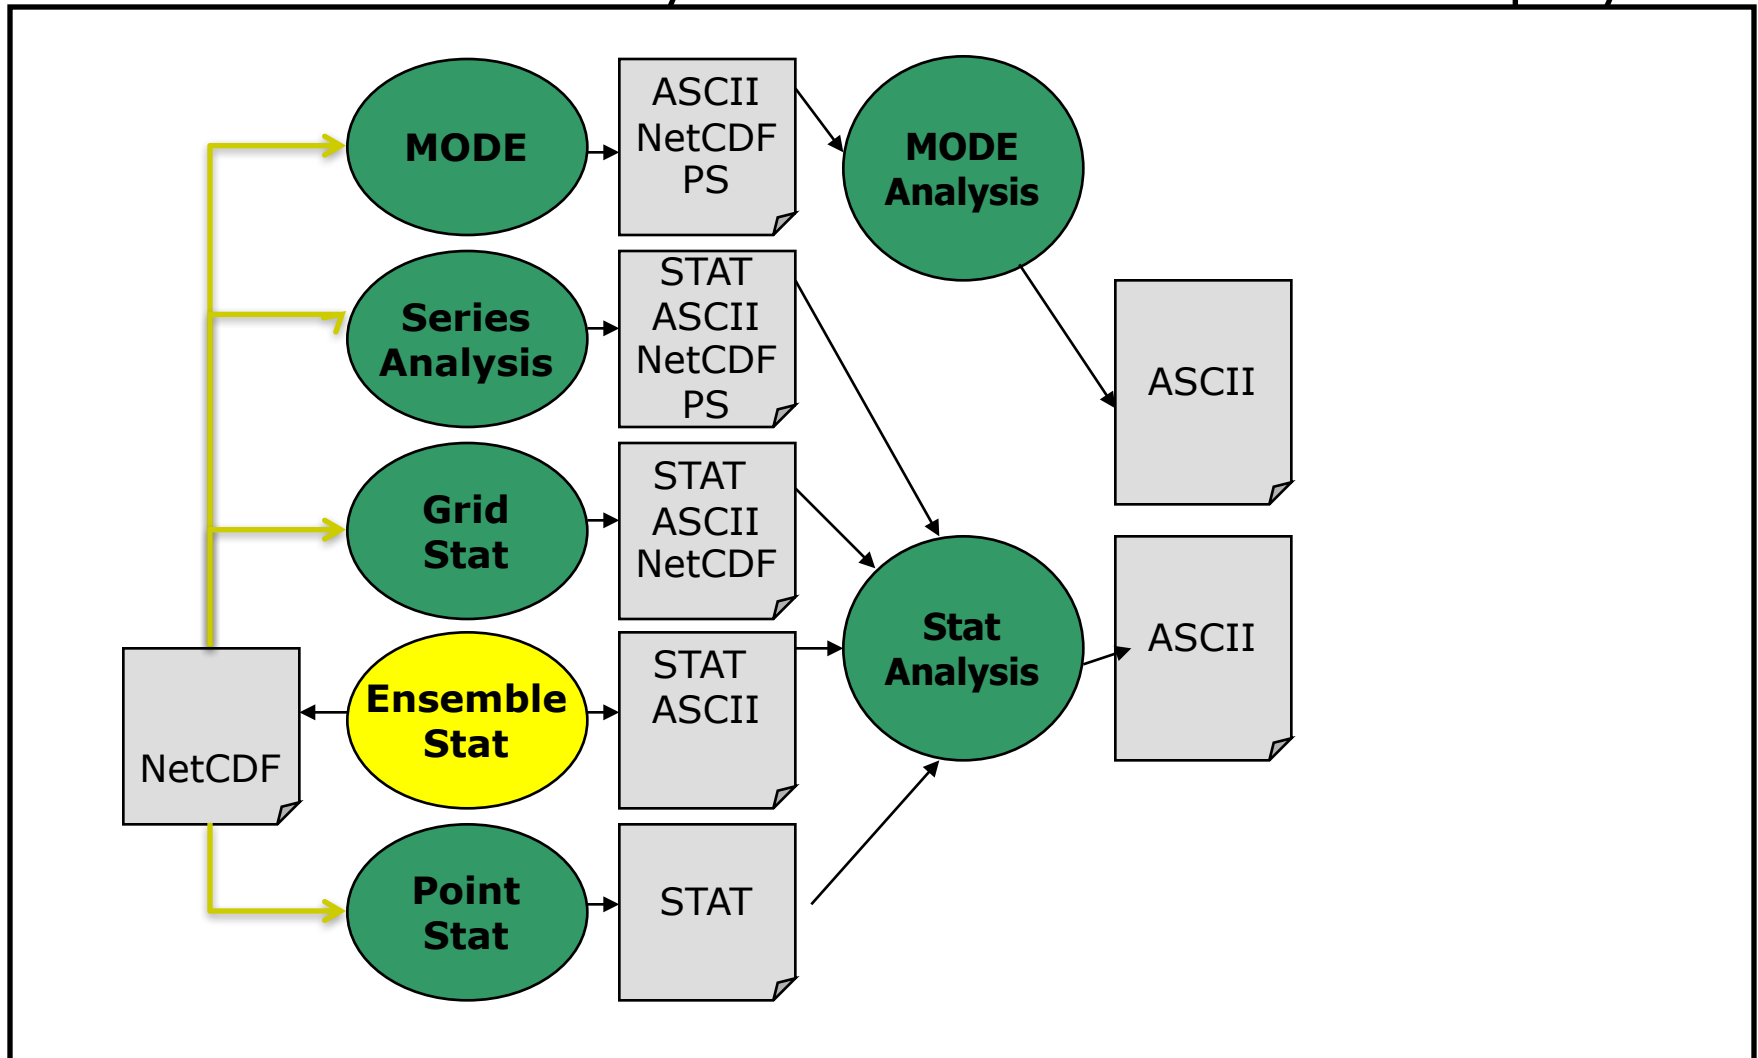 MODE
ASCII
NetCDF
PS
MODE
Analysis
Series
Analysis
STAT
ASCII
NetCDF
PS
ASCII
Grid
Stat
STAT
ASCII
NetCDF
Stat
Analysis
ASCII
NetCDF
Ensemble
Stat
STAT
ASCII
Point
Stat
STAT